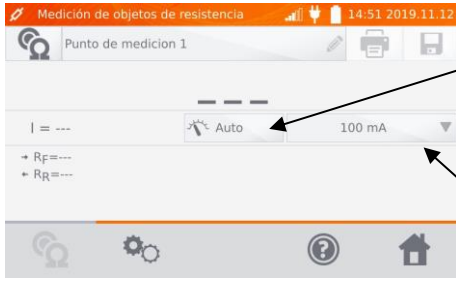 Medición de objetos de resistencia 14:51 2019.11.12
Punto de medicion 1
---
I = --- Auto 100 mA
→ RF=---
← RR=---